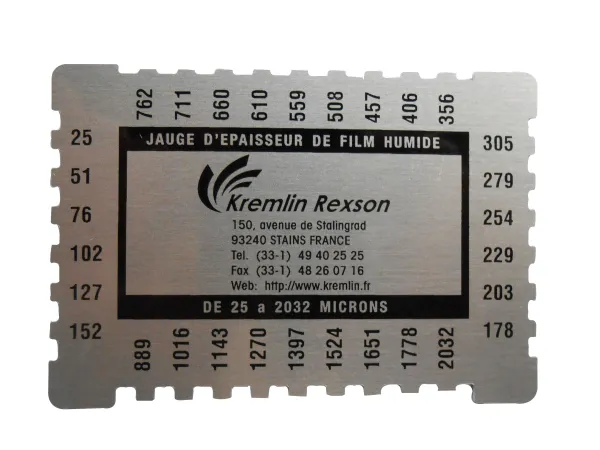 762 711 660 610 559 508 457 406 356
25
51
76
102
127
152
JAUGE D'EPAISSEUR DE FILM HUMIDE
Kremlin Rexson
150, avenue de Stalingrad
93240 STAINS FRANCE
Tel. (33-1) 49 40 25 25
Fax (33-1) 48 26 07 16
Web: http://www.kremlin.fr
DE 25 a 2032 MICRONS
305
279
254
229
203
178
889 1016 1143 1270 1397 1524 1651 1778 2032